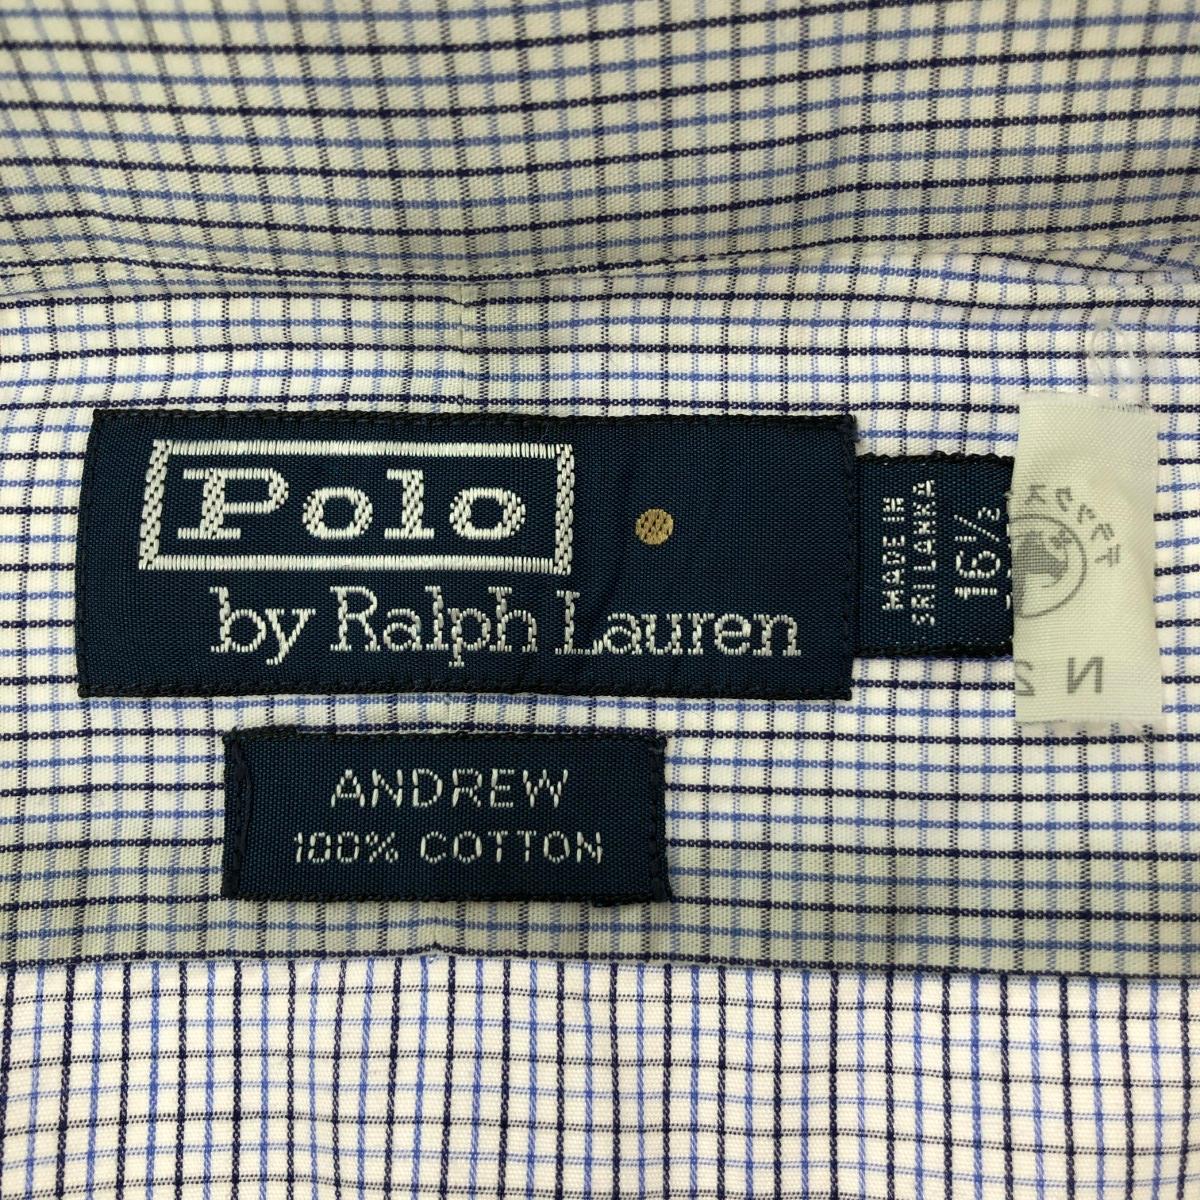 Polo
by Ralph Lauren
MADE IN
SRI LANKA
16½
ANDREW
100% COTTON